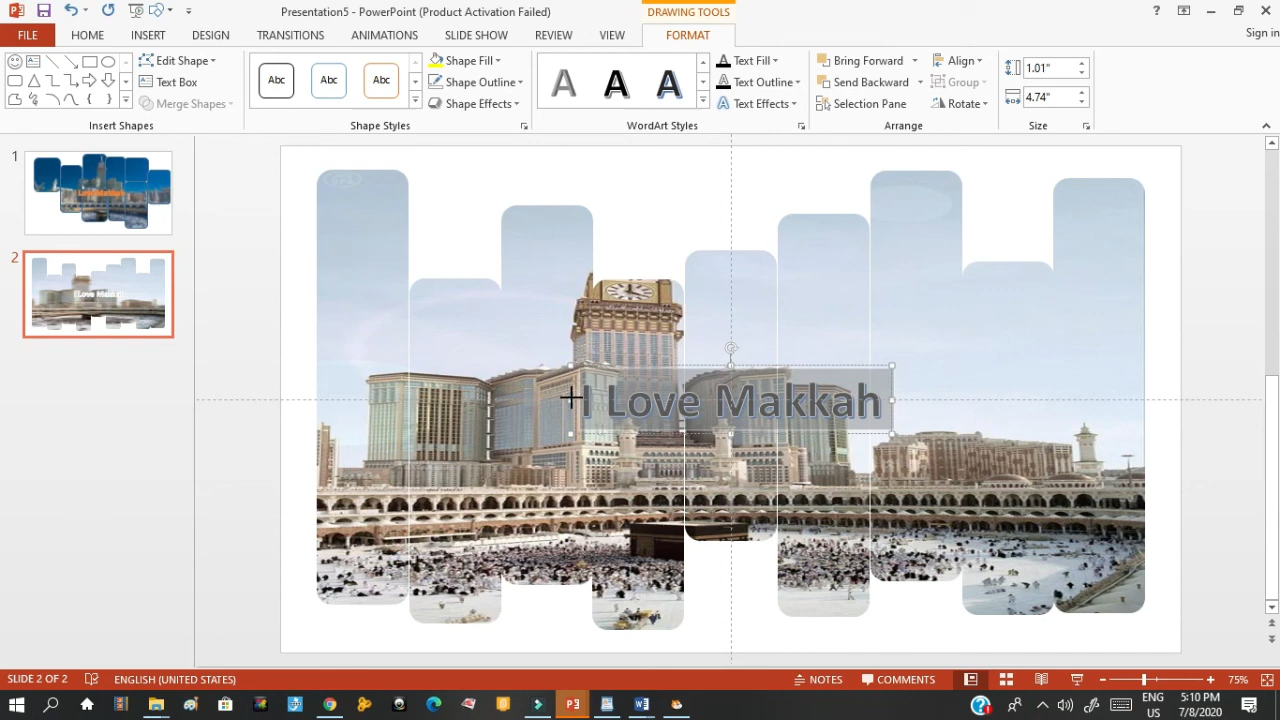 Presentation5 - PowerPoint (Product Activation Failed)
DRAWING TOOLS
?
FILE
HOME
INSERT
DESIGN
TRANSITIONS
ANIMATIONS
SLIDE SHOW
REVIEW
VIEW
FORMAT
Sign in
Edit Shape
Text Box
Merge Shapes
Insert Shapes
Abc
Abc
Abc
Shape Fill
Shape Outline
Shape Effects
Shape Styles
A
A
A
Text Fill
Text Outline
Text Effects
WordArt Styles
Bring Forward
Send Backward
Selection Pane
Align
Group
Rotate
Arrange
1.01"
4.74"
Size
1
I Love Makkah
2
I Love Makkah
I Love Makkah
SLIDE 2 OF 2
ENGLISH (UNITED STATES)
NOTES
COMMENTS
75%
ENG
US
5:10 PM
7/8/2020